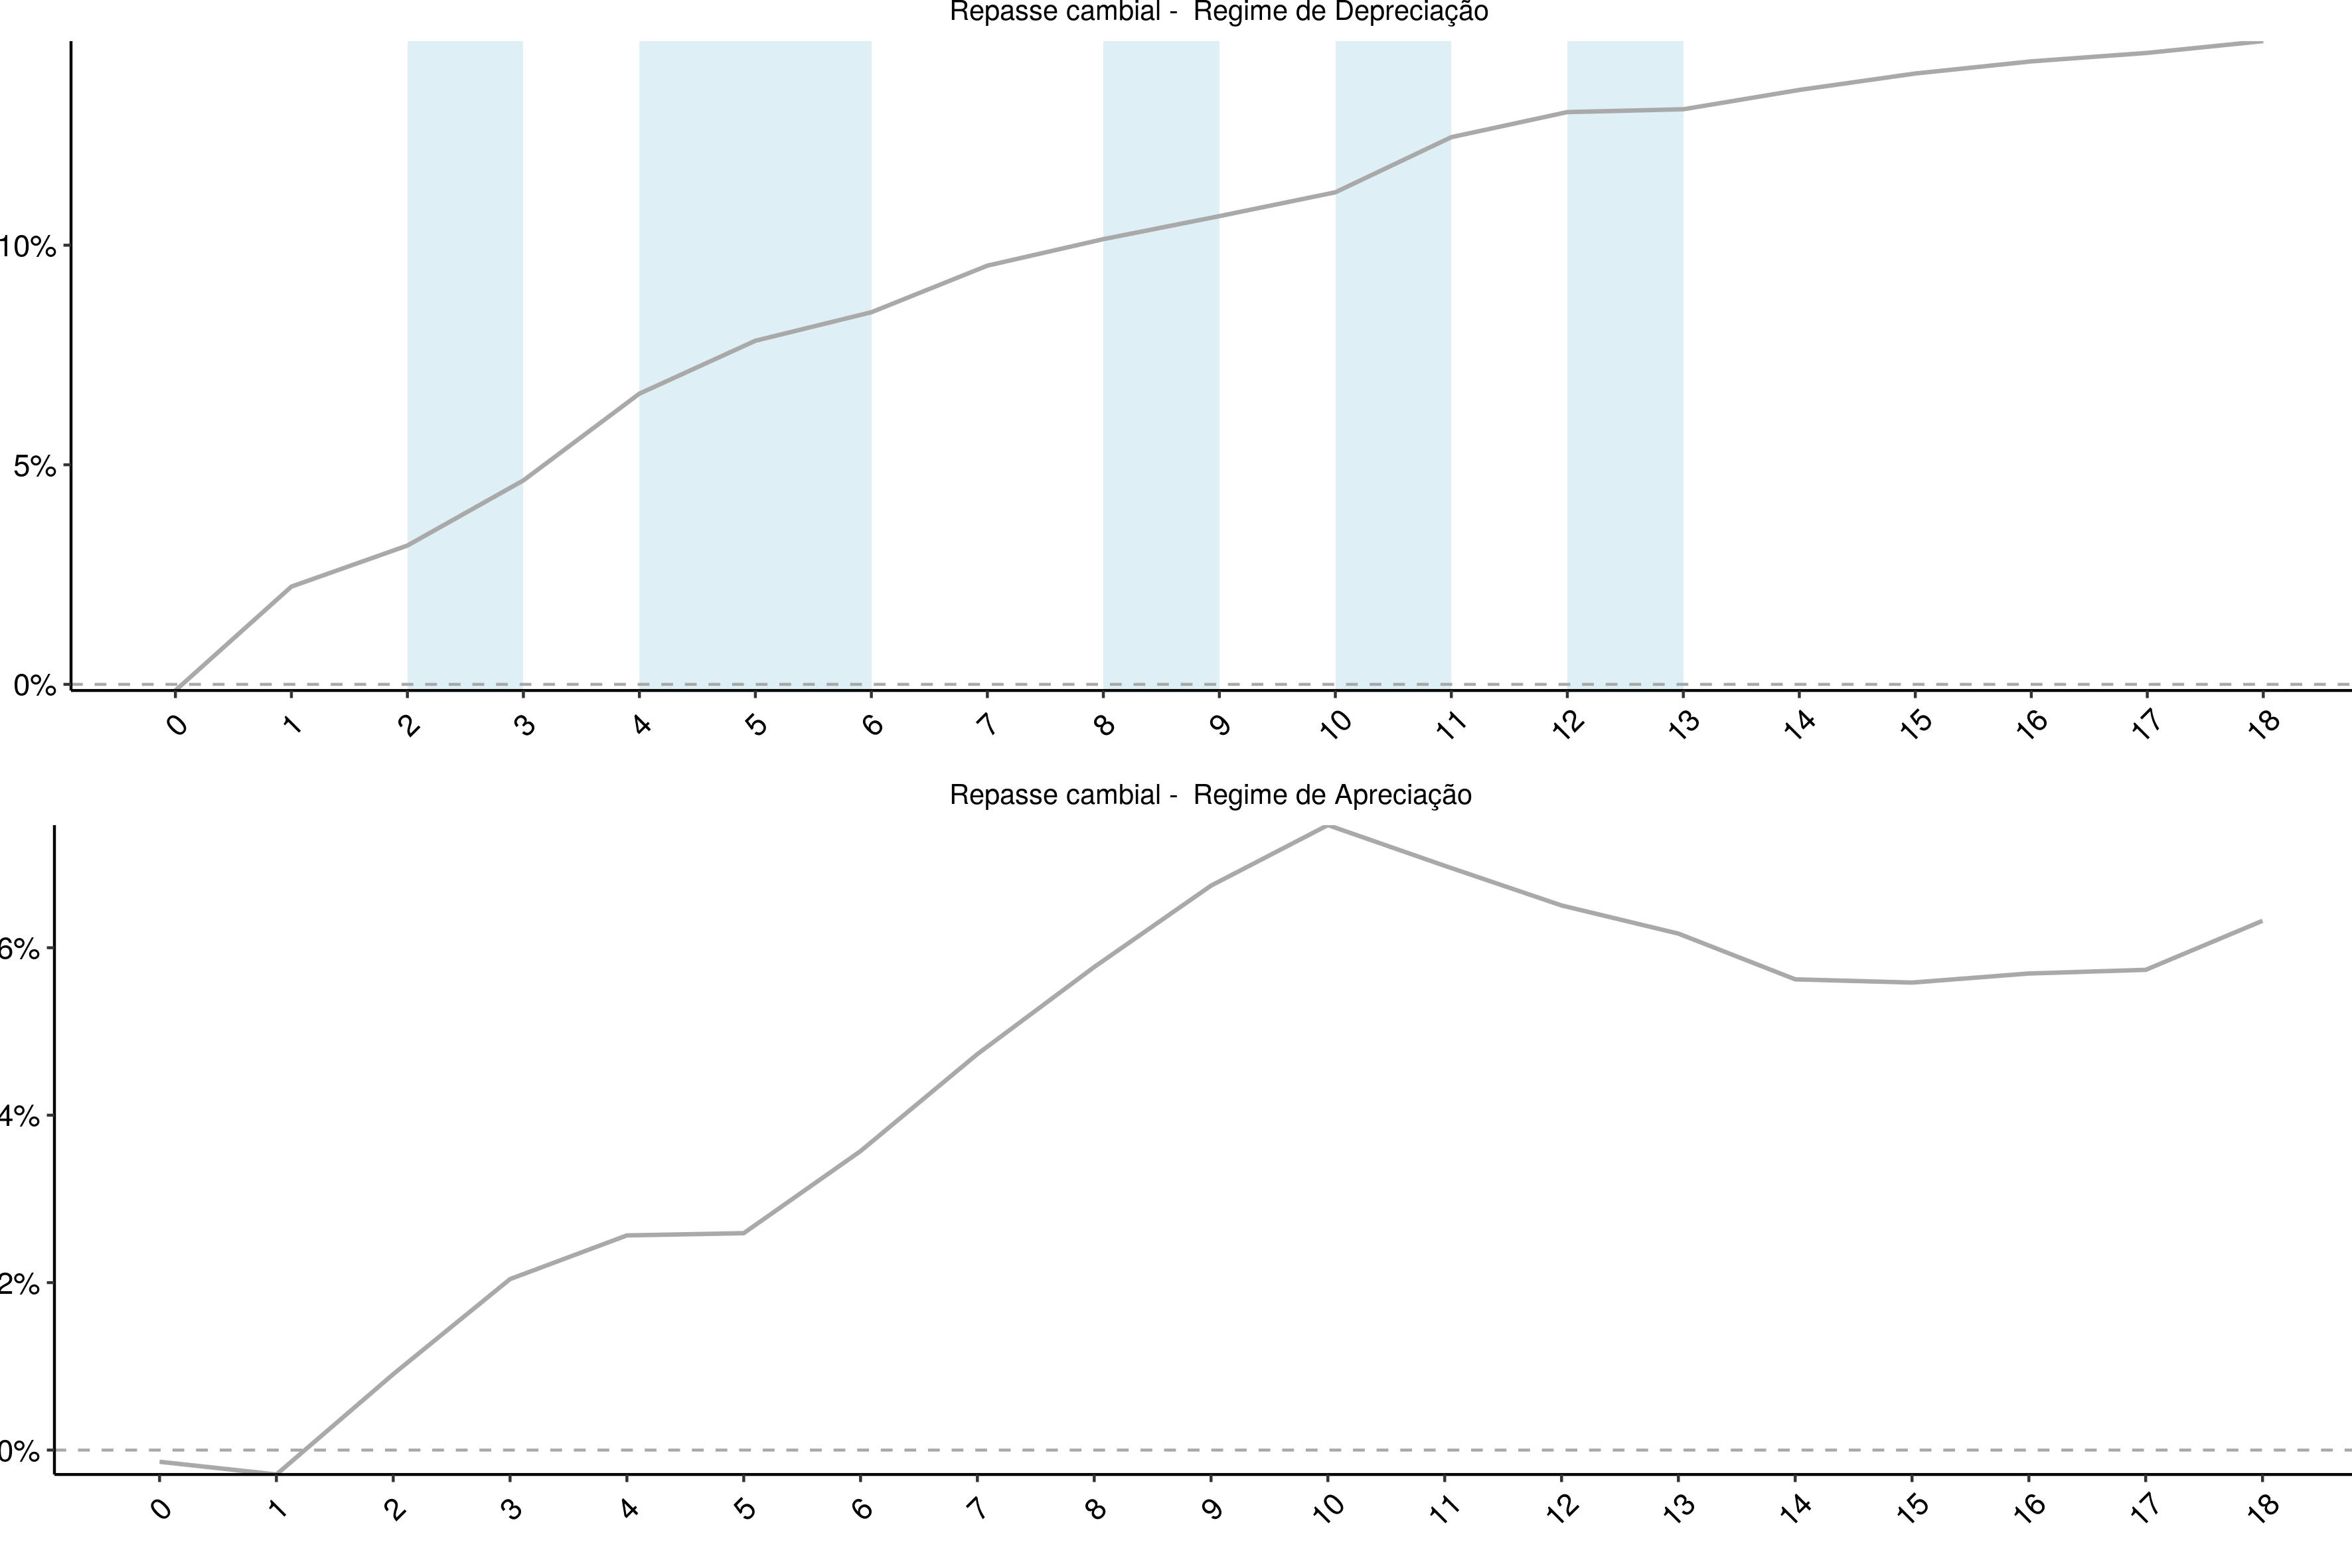 Repasse cambial -  Regime de Depreciação
10%
5%
0%
0 1 2 3 4 5 6 7 8 9 10 11 12 13 14 15 16 17 18
Repasse cambial -  Regime de Apreciação
6%
4%
2%
0%
0 1 2 3 4 5 6 7 8 9 10 11 12 13 14 15 16 17 18